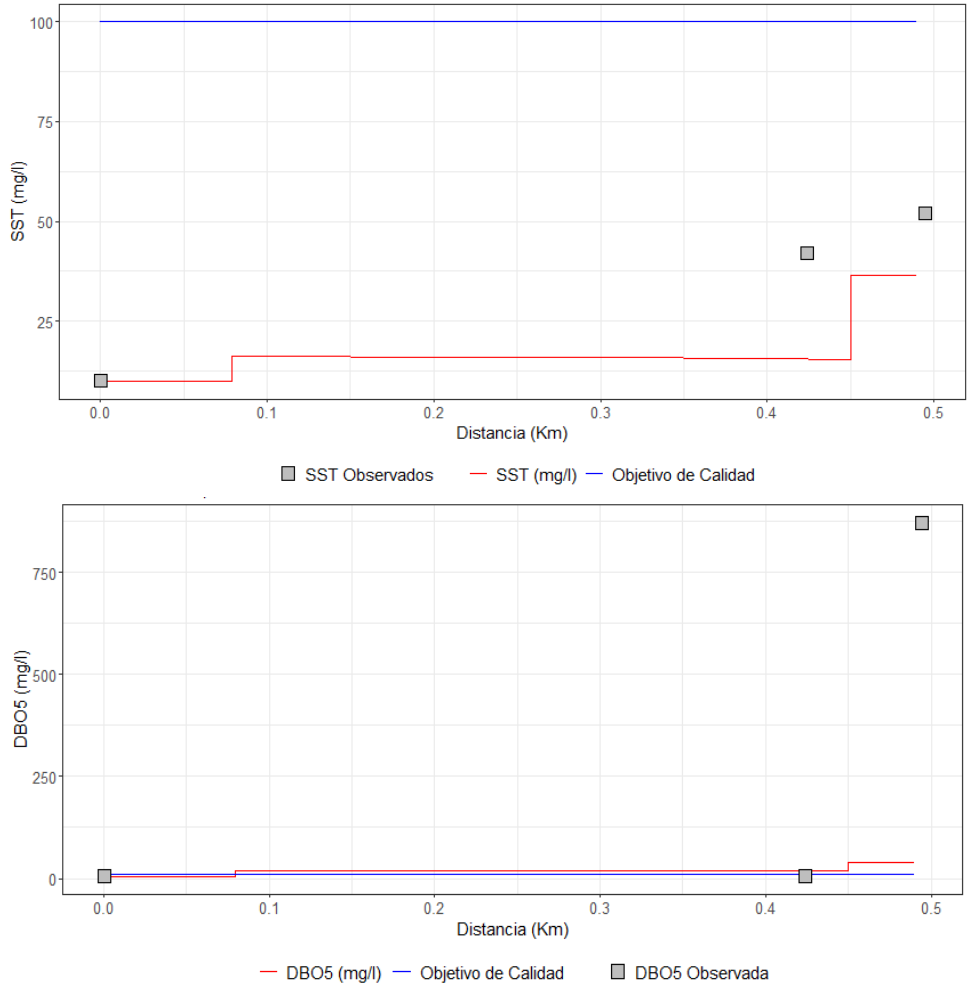 100
75
50
25
SST (mg/l)
0.0 0.1 0.2 0.3 0.4 0.5
Distancia (Km)
SST Observados SST (mg/l) Objetivo de Calidad
750
500
250
0
DBO5 (mg/l)
0.0 0.1 0.2 0.3 0.4 0.5
Distancia (Km)
DBO5 (mg/l) Objetivo de Calidad DBO5 Observada